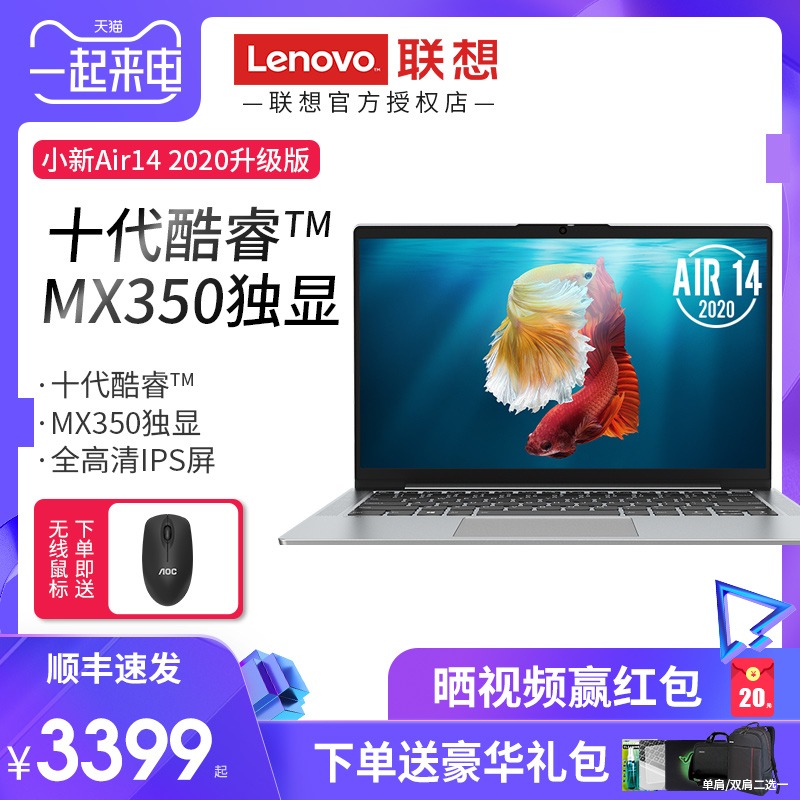 天猫
一起来电
Lenovo™ 联想
—联想官方授权店—
小新Air14 2020升级版
十代酷睿™
MX350独显
·十代酷睿™
·MX350独显
·全高清IPS屏
AIR 14
2020
下单即送
无线鼠标
AOC
顺丰速发
¥3399起
晒视频赢红包
20元
下单送豪华礼包
单肩/双肩二选一